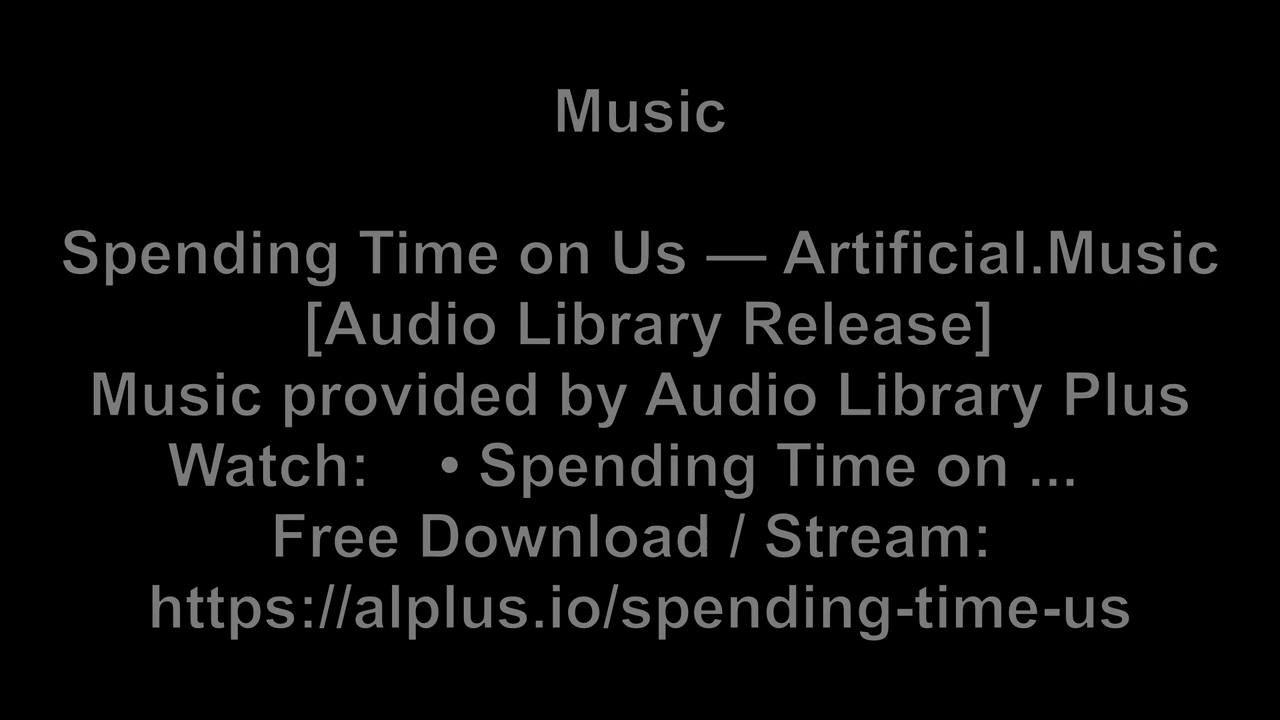 Music
Spending Time on Us — Artificial.Music
[Audio Library Release]
Music provided by Audio Library Plus
Watch: • Spending Time on ...
Free Download / Stream:
https://alplus.io/spending-time-us